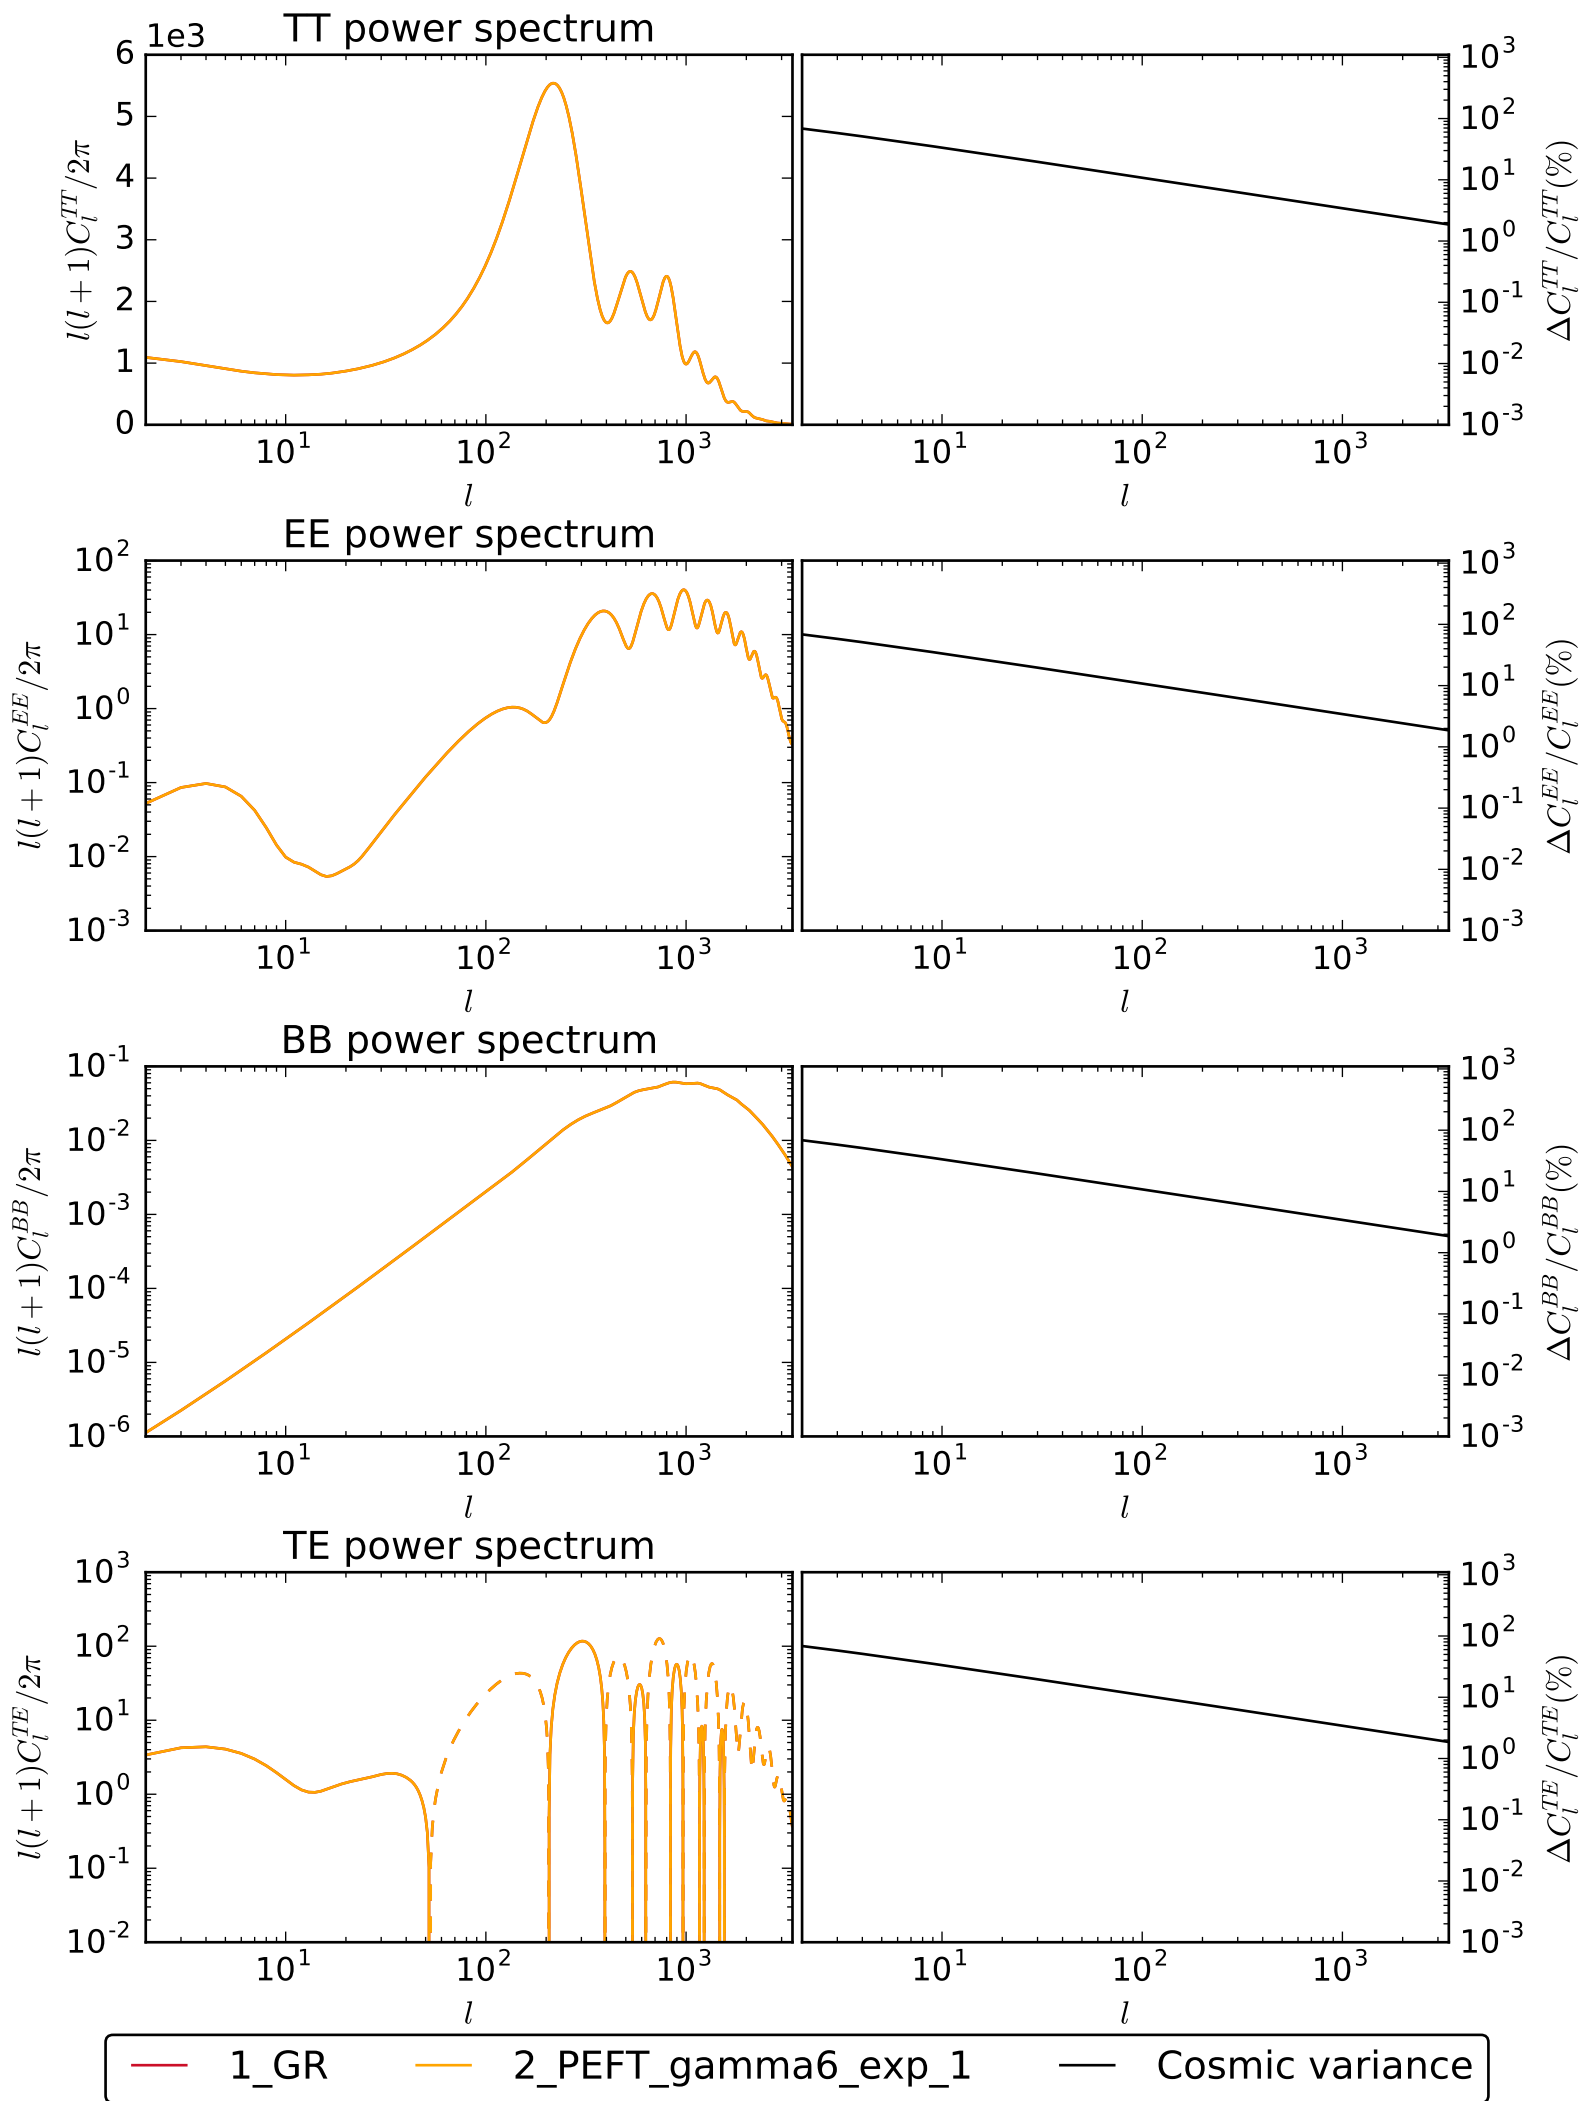 TT power spectrum
1e3
6
5
4
3
2
1
0
l(l + 1)C_l^{TT}/2π
10^1 10^2 10^3
l
10^3
10^2
10^1
10^0
10^-1
10^-2
10^-3
ΔC_l^{TT}/C_l^{TT}(%)
10^1 10^2 10^3
l
EE power spectrum
10^2
10^1
10^0
10^-1
10^-2
10^-3
l(l + 1)C_l^{EE}/2π
10^1 10^2 10^3
l
10^3
10^2
10^1
10^0
10^-1
10^-2
10^-3
ΔC_l^{EE}/C_l^{EE}(%)
10^1 10^2 10^3
l
BB power spectrum
10^-1
10^-2
10^-3
10^-4
10^-5
10^-6
l(l + 1)C_l^{BB}/2π
10^1 10^2 10^3
l
10^3
10^2
10^1
10^0
10^-1
10^-2
10^-3
ΔC_l^{BB}/C_l^{BB}(%)
10^1 10^2 10^3
l
TE power spectrum
10^3
10^2
10^1
10^0
10^-1
10^-2
l(l + 1)C_l^{TE}/2π
10^1 10^2 10^3
l
10^3
10^2
10^1
10^0
10^-1
10^-2
10^-3
ΔC_l^{TE}/C_l^{TE}(%)
10^1 10^2 10^3
l
1_GR 2_PEFT_gamma6_exp_1 Cosmic variance